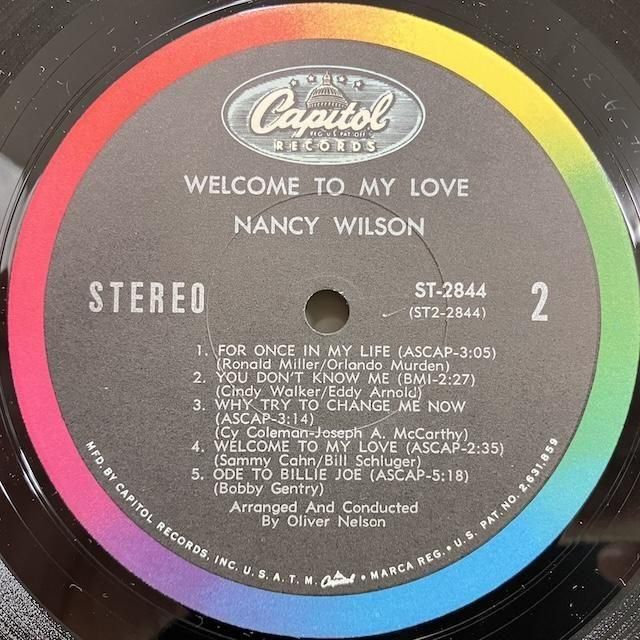 Capitol
REG. U.S. PAT. OFF.
RECORDS
WELCOME TO MY LOVE
NANCY WILSON
STEREO
ST-2844
(ST2-2844)
2
1. FOR ONCE IN MY LIFE (ASCAP-3:05)
(Ronald Miller/Orlando Murden)
2. YOU DON'T KNOW ME (BMI-2:27)
(Cindy Walker/Eddy Arnold)
3. WHY TRY TO CHANGE ME NOW
(ASCAP-3:14)
(Cy Coleman-Joseph A. McCarthy)
4. WELCOME TO MY LOVE (ASCAP-2:35)
(Sammy Cahn/Bill Schluger)
5. ODE TO BILLIE JOE (ASCAP-5:18)
(Bobby Gentry)
Arranged And Conducted
By Oliver Nelson
MFD. BY CAPITOL RECORDS, INC. U. S. A. T. M. Capitol • MARCA REG. • U. S. PAT. NO. 2,631,859